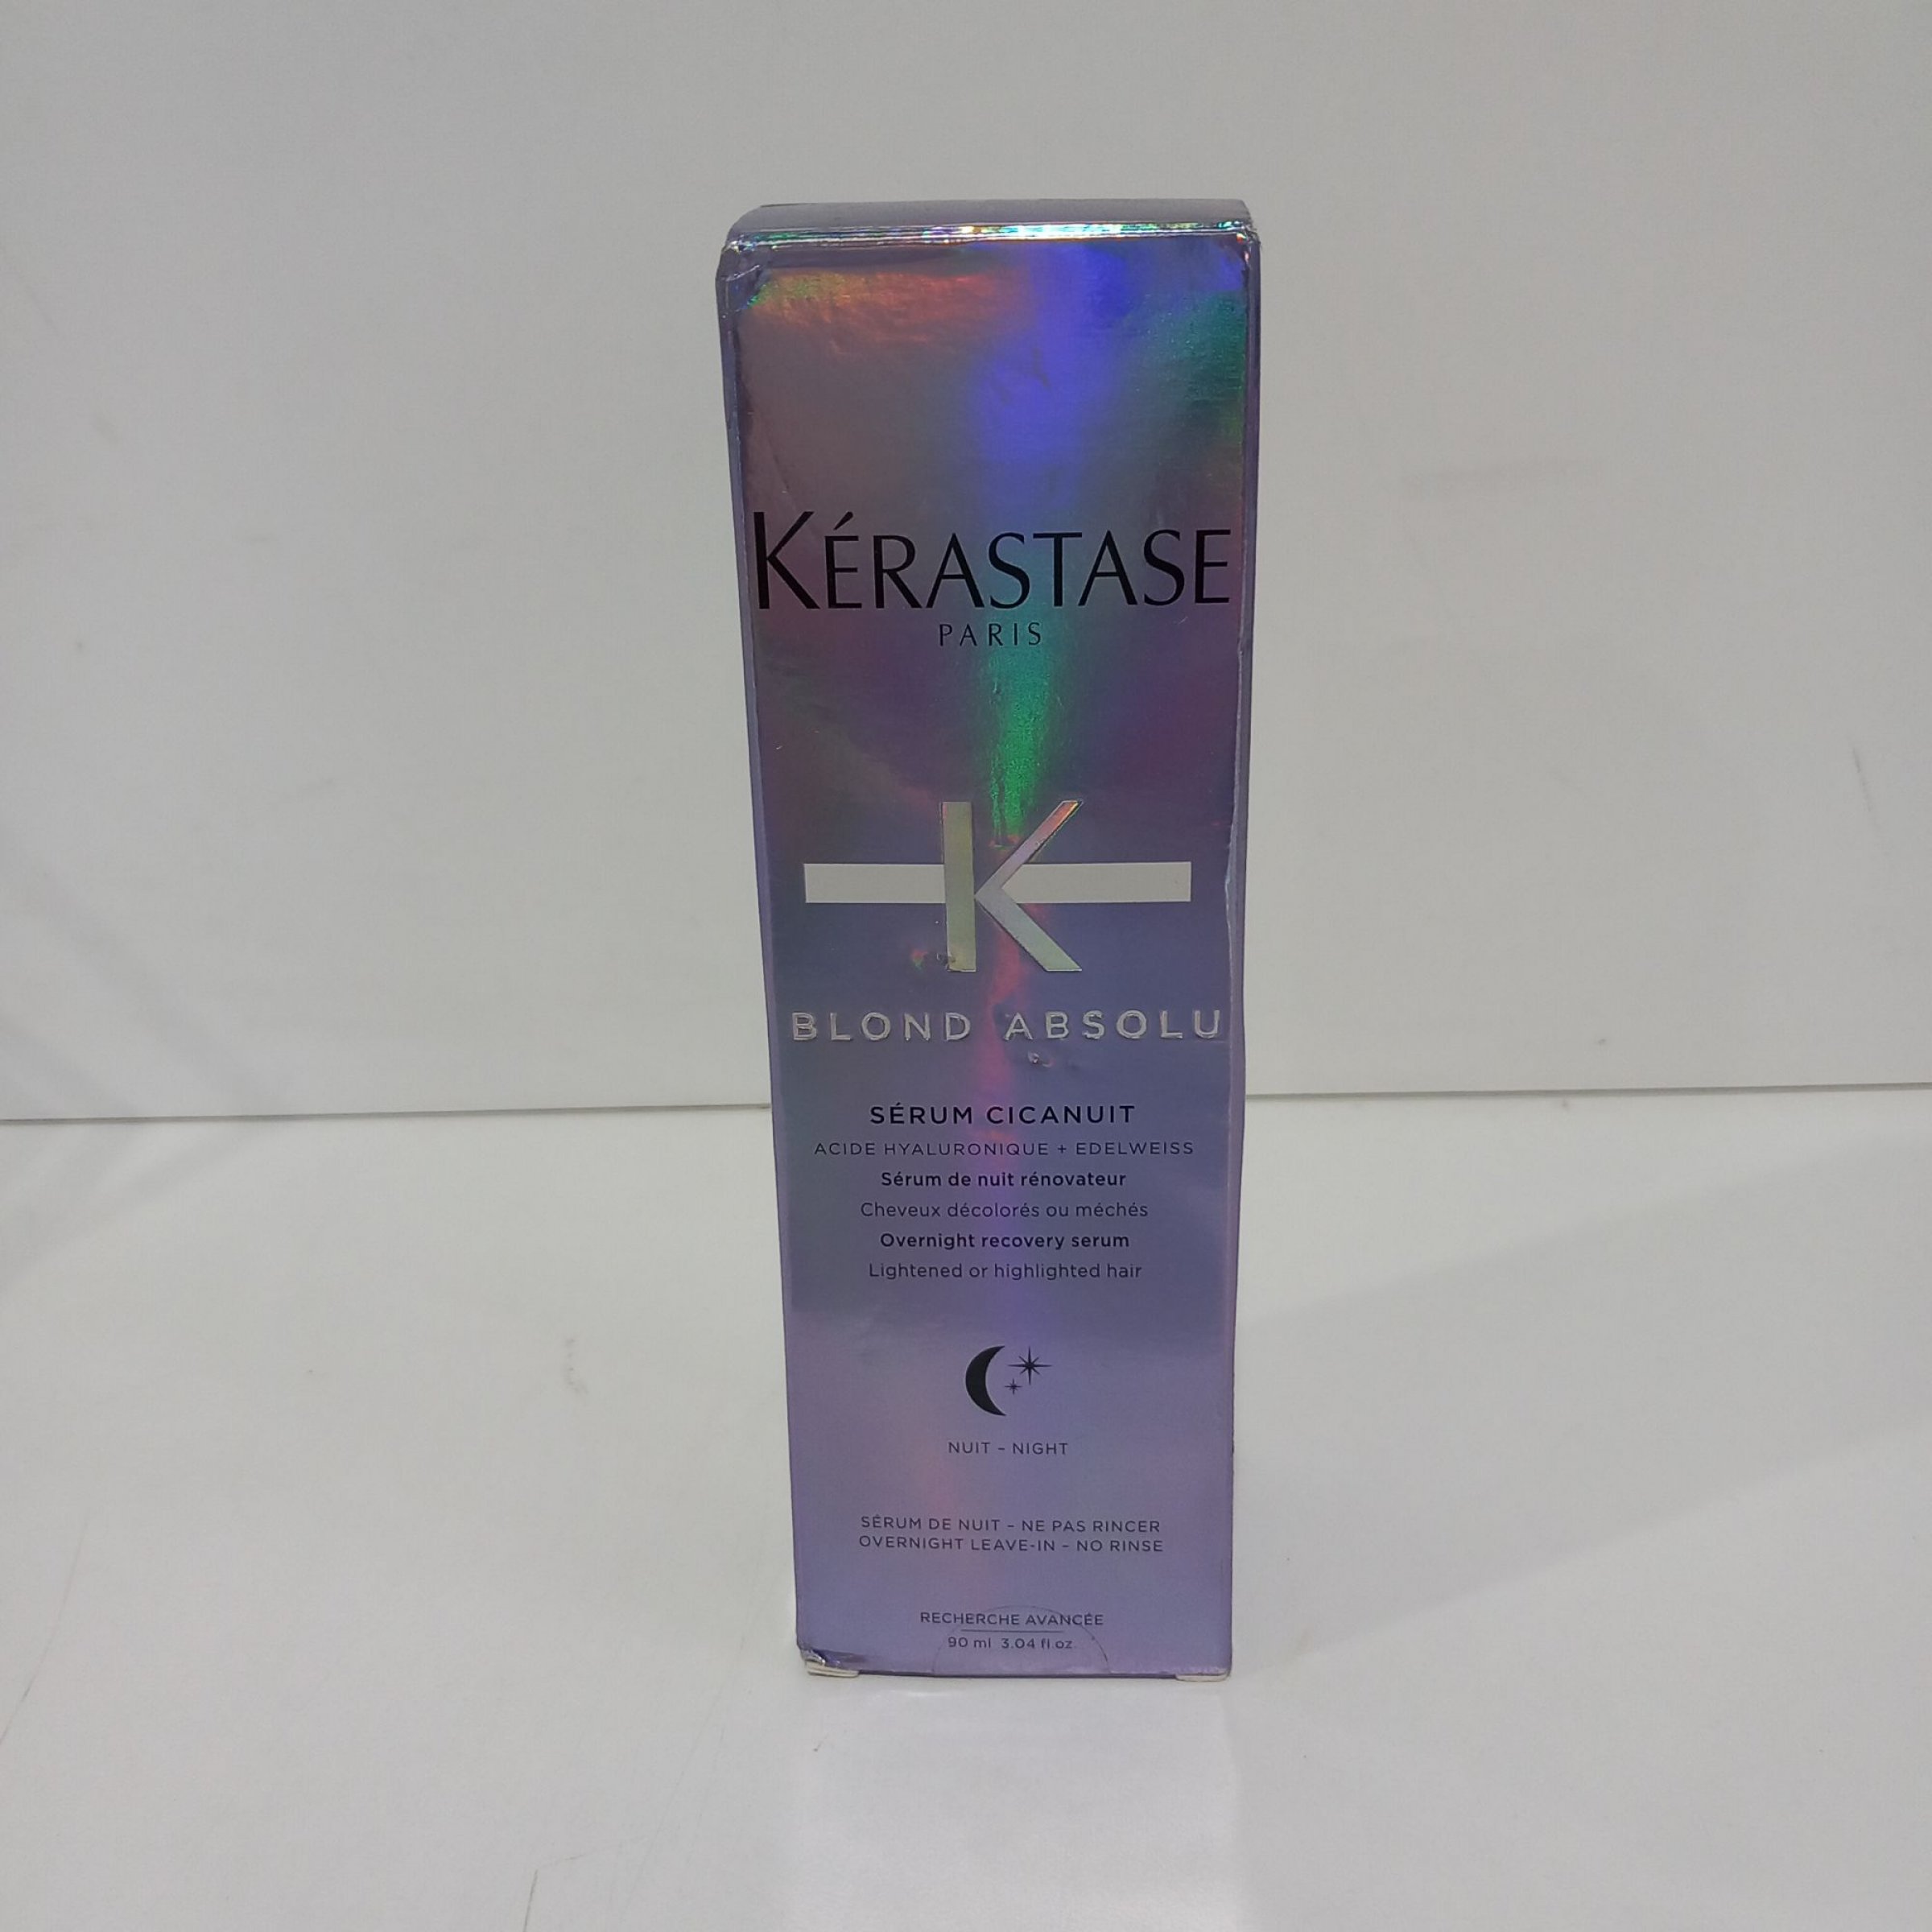 KÉRASTASE
PARIS
K
BLOND ABSOLU
SÉRUM CICANUIT
ACIDE HYALURONIQUE + EDELWEISS
Sérum de nuit rénovateur
Cheveux décolorés ou méchés
Overnight recovery serum
Lightened or highlighted hair
NUIT – NIGHT
SÉRUM DE NUIT – NE PAS RINCER
OVERNIGHT LEAVE-IN – NO RINSE
RECHERCHE AVANCÉE
90 ml 3.04 fl oz